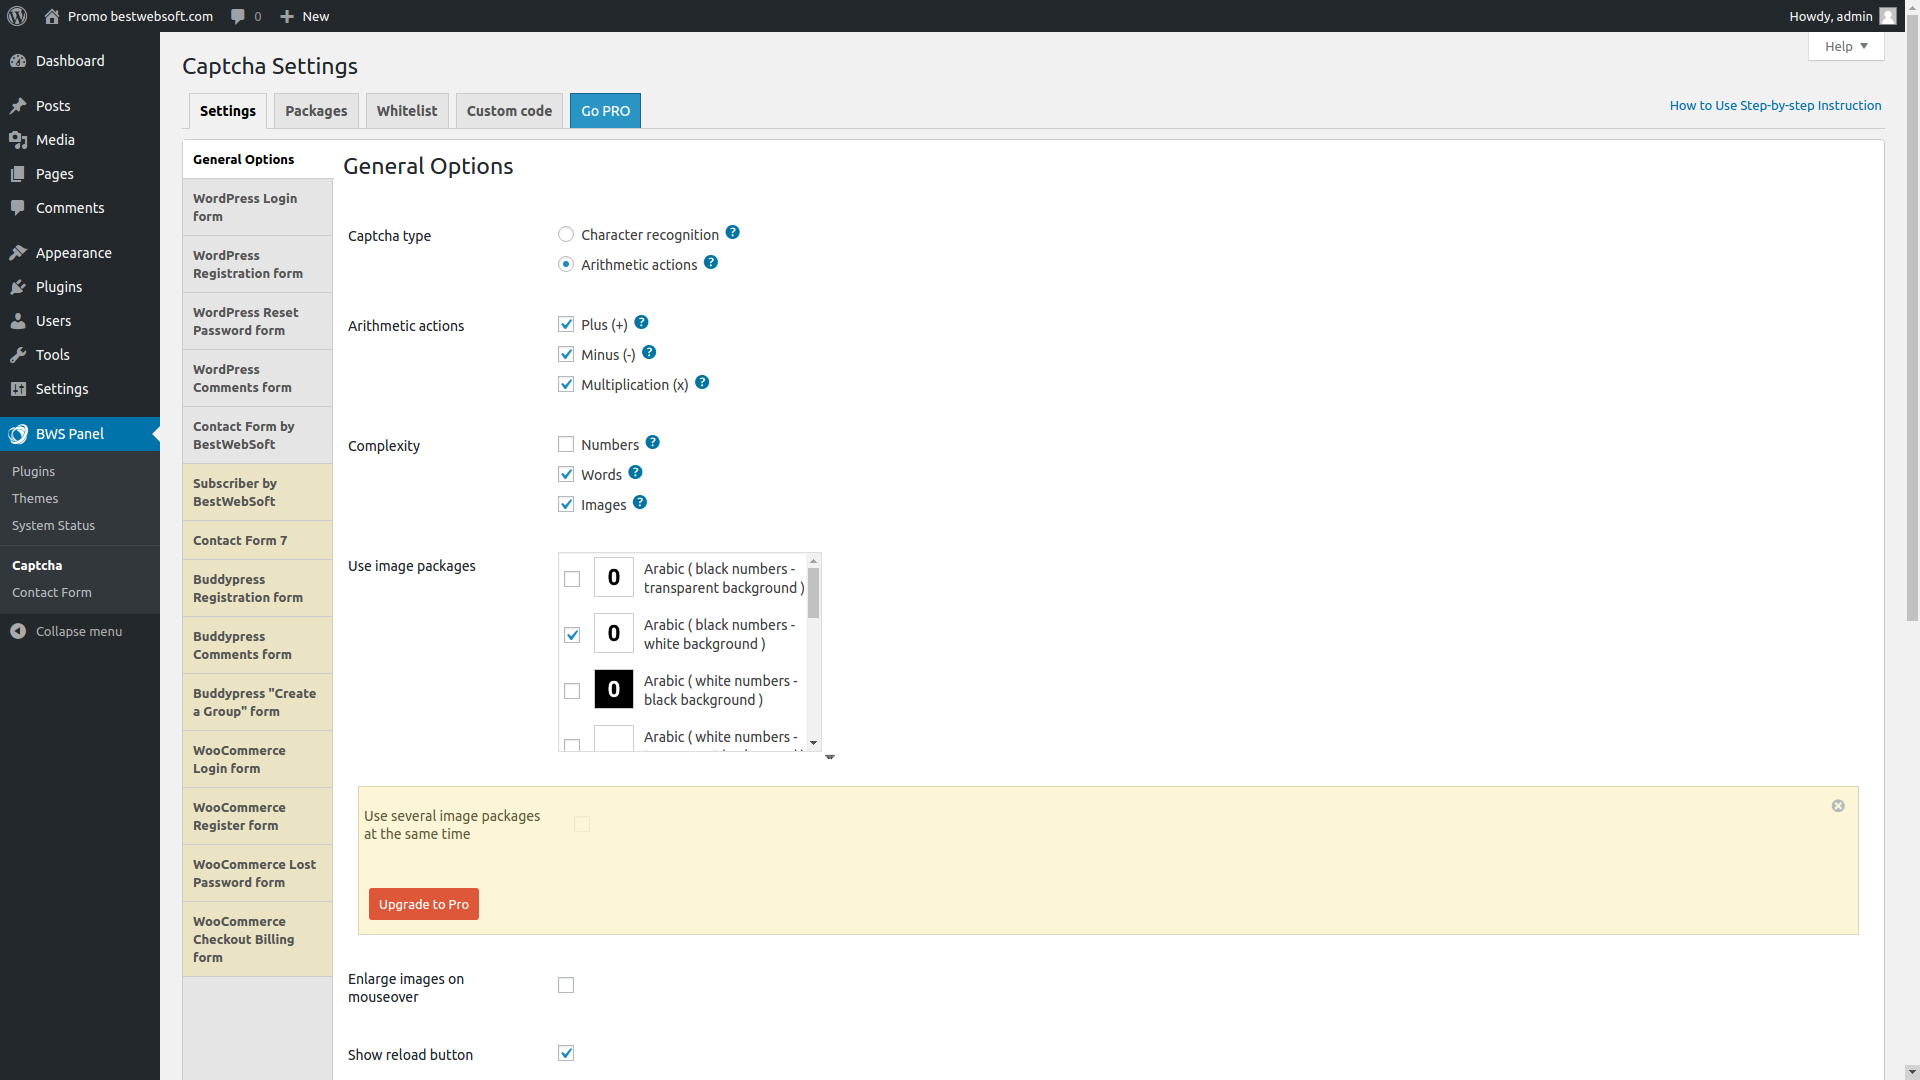 Promo bestwebsoft.com 0 New Howdy, admin
Help
Dashboard
Posts
Media
Pages
Comments
Appearance
Plugins
Users
Tools
Settings
BWS Panel
Plugins
Themes
System Status
Captcha
Contact Form
Collapse menu
Captcha Settings
Settings Packages Whitelist Custom code Go PRO
How to Use Step-by-step Instruction
General Options
WordPress Login
form
WordPress
Registration form
WordPress Reset
Password form
WordPress
Comments form
Contact Form by
BestWebSoft
Subscriber by
BestWebSoft
Contact Form 7
Buddypress
Registration form
Buddypress
Comments form
Buddypress "Create
a Group" form
WooCommerce
Login form
WooCommerce
Register form
WooCommerce Lost
Password form
WooCommerce
Checkout Billing
form
General Options
Captcha type
Character recognition ?
Arithmetic actions ?
Arithmetic actions
Plus (+) ?
Minus (-) ?
Multiplication (x) ?
Complexity
Numbers ?
Words ?
Images ?
Use image packages
0 Arabic ( black numbers -
transparent background )
0 Arabic ( black numbers -
white background )
0 Arabic ( white numbers -
black background )
Arabic ( white numbers -
Use several image packages
at the same time
Upgrade to Pro
Enlarge images on
mouseover
Show reload button